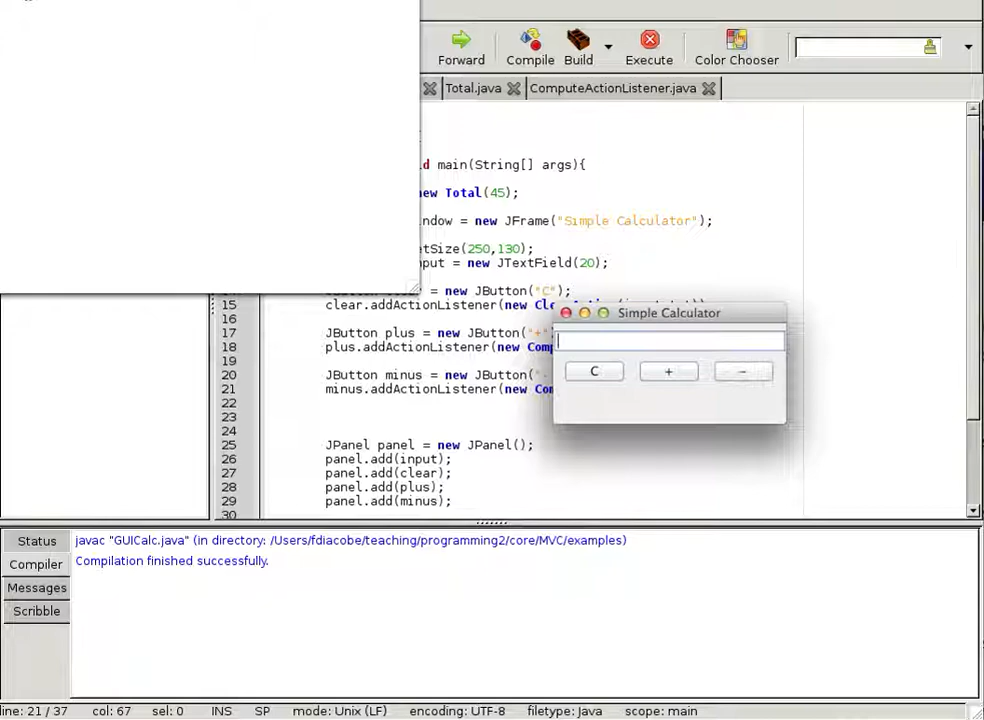 Forward Compile Build Execute Color Chooser
Total.java ComputeActionListener.java
main(String[] args){
new Total(45);
= new JFrame("Simple Calculator");
(250,130);
= new JTextField(20);
= new JButton("C");
15 clear.addActionListener(new
16
17 JButton plus = new JButton("+"
18 plus.addActionListener(new
19
20 JButton minus = new JButton("
21 minus.addActionListener(new
22
23
24
25 JPanel panel = new JPanel();
26 panel.add(input);
27 panel.add(clear);
28 panel.add(plus);
29 panel.add(minus);
30
Simple Calculator
C + -
Status
Compiler
Messages
Scribble
javac "GUICalc.java" (in directory: /Users/fdiacobe/teaching/programming2/core/MVC/examples)
Compilation finished successfully.
line: 21 / 37 col: 67 sel: 0 INS SP mode: Unix (LF) encoding: UTF-8 filetype: Java scope: main